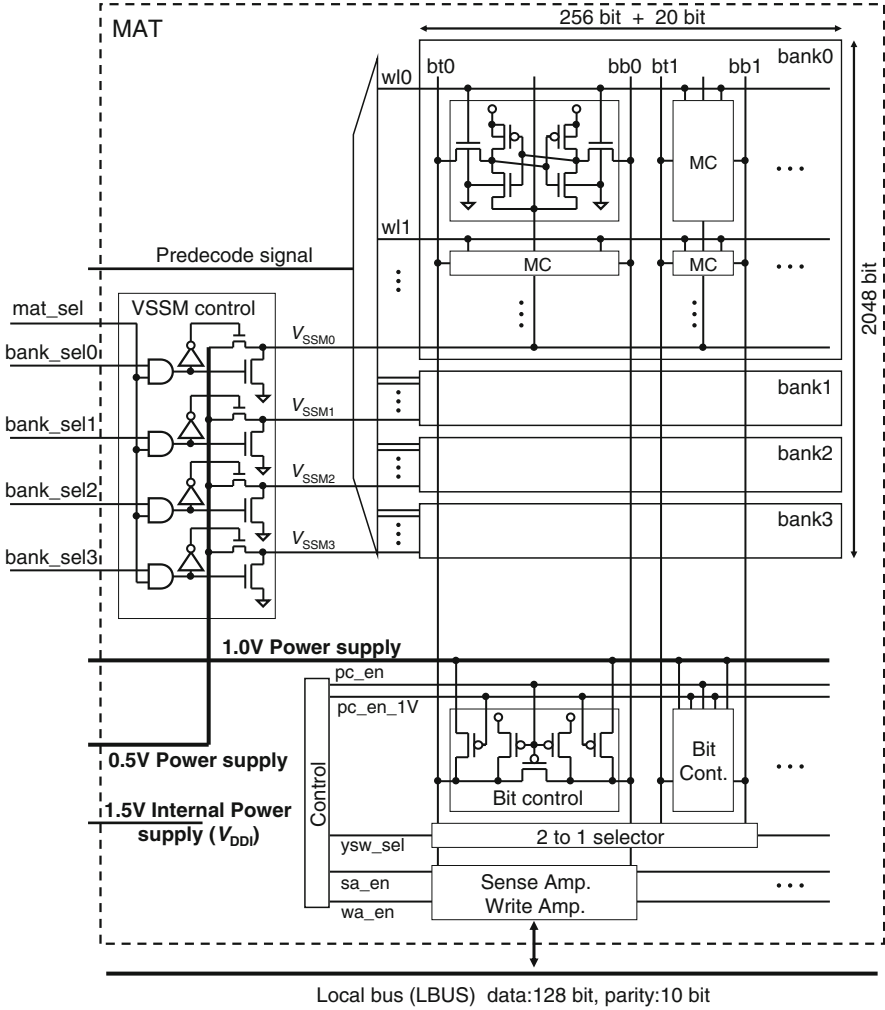 256 bit + 20 bit
MAT
bank0
bt0
bb0
bt1
bb1
wl0
MC
...
wl1
Predecode signal
MC
MC
...
2048 bit
VSSM control
mat_sel
VSSM0
bank_sel0
bank1
VSSM1
bank_sel1
bank2
VSSM2
bank_sel2
bank3
VSSM3
bank_sel3
1.0V Power supply
pc_en
pc_en_1V
0.5V Power supply
Bit
Cont.
...
Bit control
1.5V Internal Power
supply (VDDI)
Control
2 to 1 selector
ysw_sel
sa_en
Sense Amp.
Write Amp.
...
wa_en
Local bus (LBUS) data:128 bit, parity:10 bit